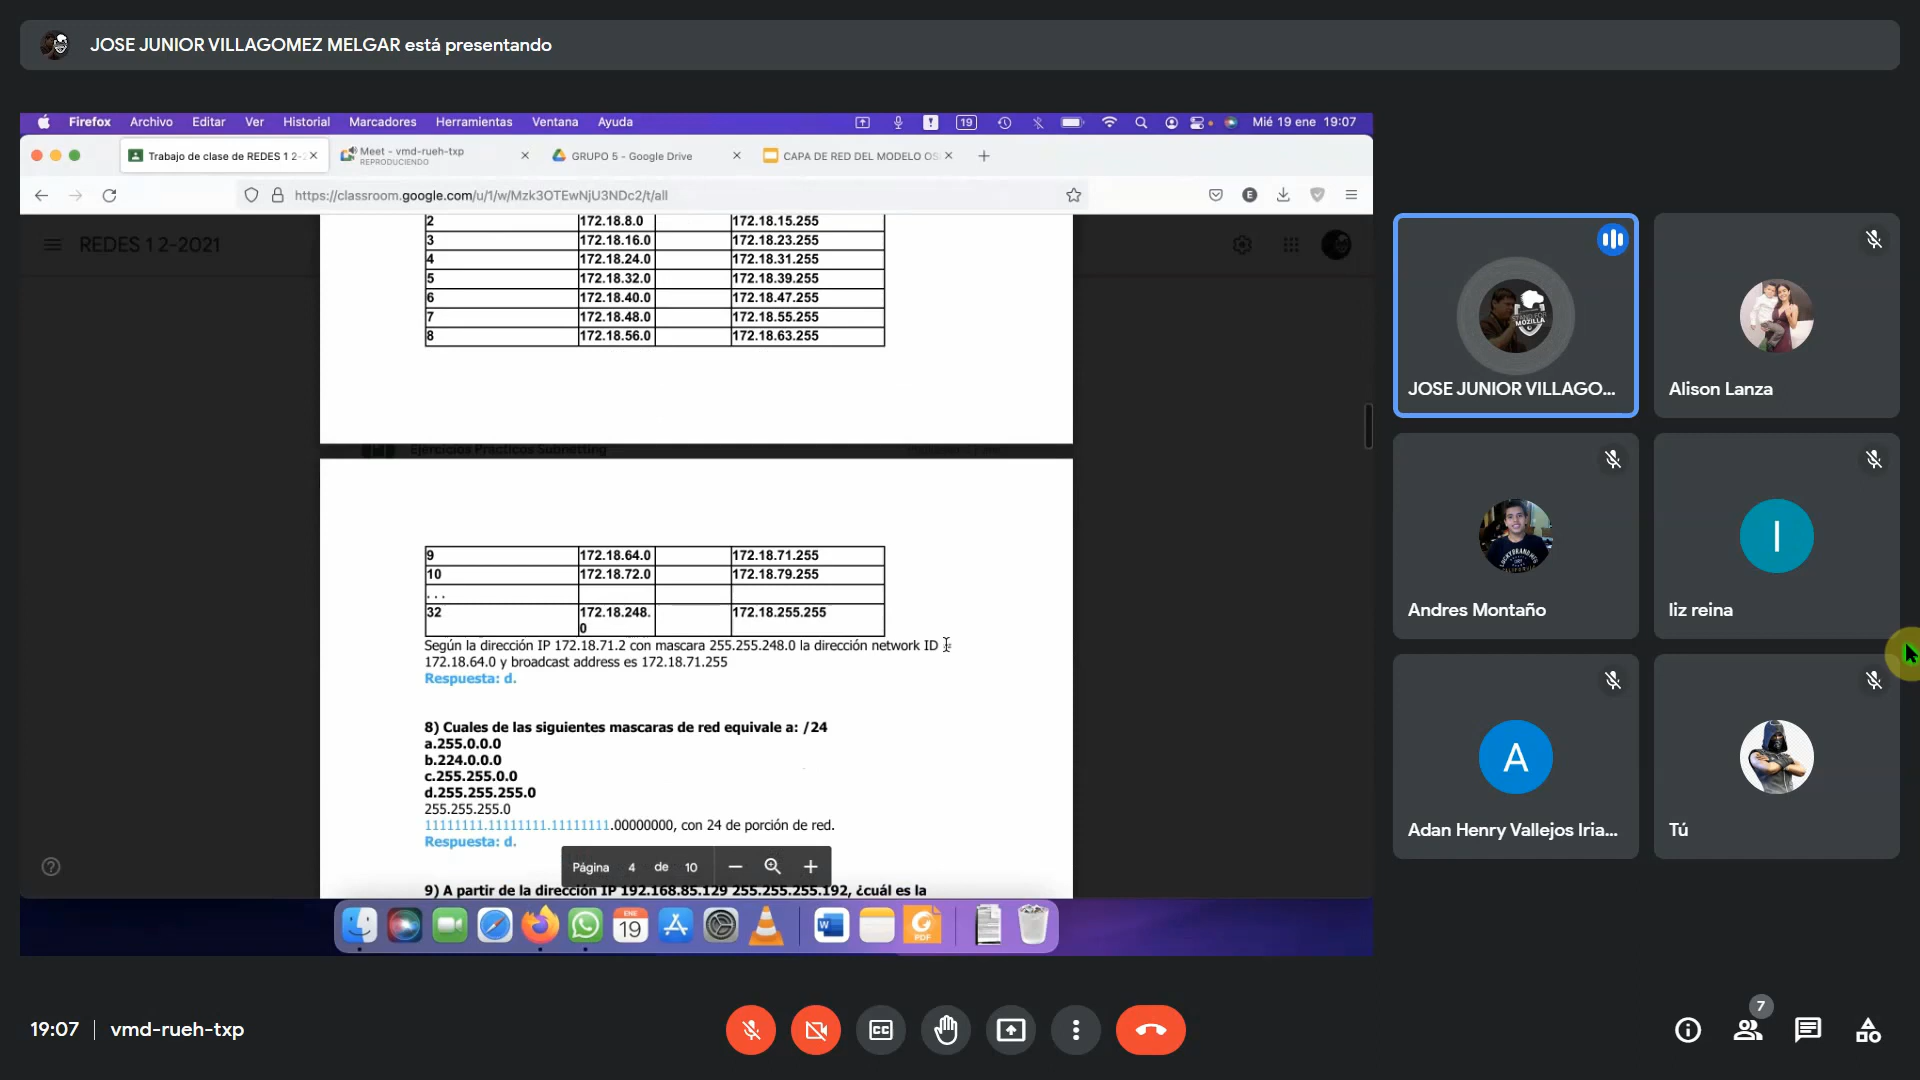 JOSE JUNIOR VILLAGOMEZ MELGAR está presentando
Firefox Archivo Editar Ver Historial Marcadores Herramientas Ventana Ayuda
19
Mié 19 ene 19:07
Trabajo de clase de REDES 1 2-2
Meet - vmd-rueh-txp
REPRODUCIENDO
GRUPO 5 - Google Drive
CAPA DE RED DEL MODELO OS
https://classroom.google.com/u/1/w/Mzk3OTEwNjU3NDc2/t/all
E
REDES 1 2-2021
2 172.18.8.0 172.18.15.255
3 172.18.16.0 172.18.23.255
4 172.18.24.0 172.18.31.255
5 172.18.32.0 172.18.39.255
6 172.18.40.0 172.18.47.255
7 172.18.48.0 172.18.55.255
8 172.18.56.0 172.18.63.255
Ejercicios Prácticos Subnetting
9 172.18.64.0 172.18.71.255
10 172.18.72.0 172.18.79.255
...
32 172.18.248. 172.18.255.255
0
Según la dirección IP 172.18.71.2 con mascara 255.255.248.0 la dirección network ID
172.18.64.0 y broadcast address es 172.18.71.255
Respuesta: d.
8) Cuales de las siguientes mascaras de red equivale a: /24
a.255.0.0.0
b.224.0.0.0
c.255.255.0.0
d.255.255.255.0
255.255.255.0
11111111.11111111.11111111.00000000, con 24 de porción de red.
Respuesta: d.
Página 4 de 10
9) A partir de la dirección IP 192.168.85.129 255.255.255.192, ¿cuál es la
ENE
19
W
PDF
JOSE JUNIOR VILLAGO...
STAND FOR
MOZILLA
Alison Lanza
Andres Montaño
l
liz reina
A
Adan Henry Vallejos Iria...
Tú
19:07 | vmd-rueh-txp
CC
7